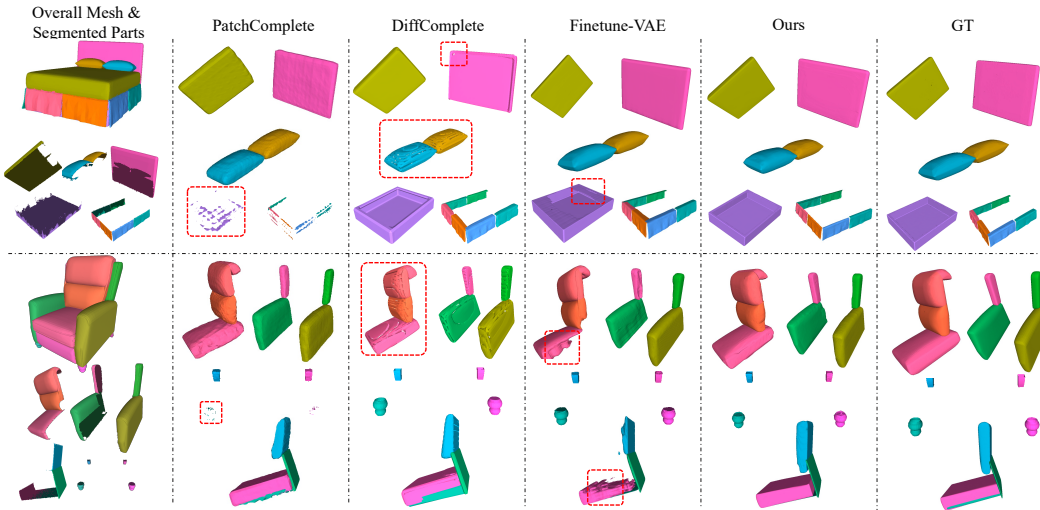 Overall Mesh &
Segmented Parts
PatchComplete
DiffComplete
Finetune-VAE
Ours
GT